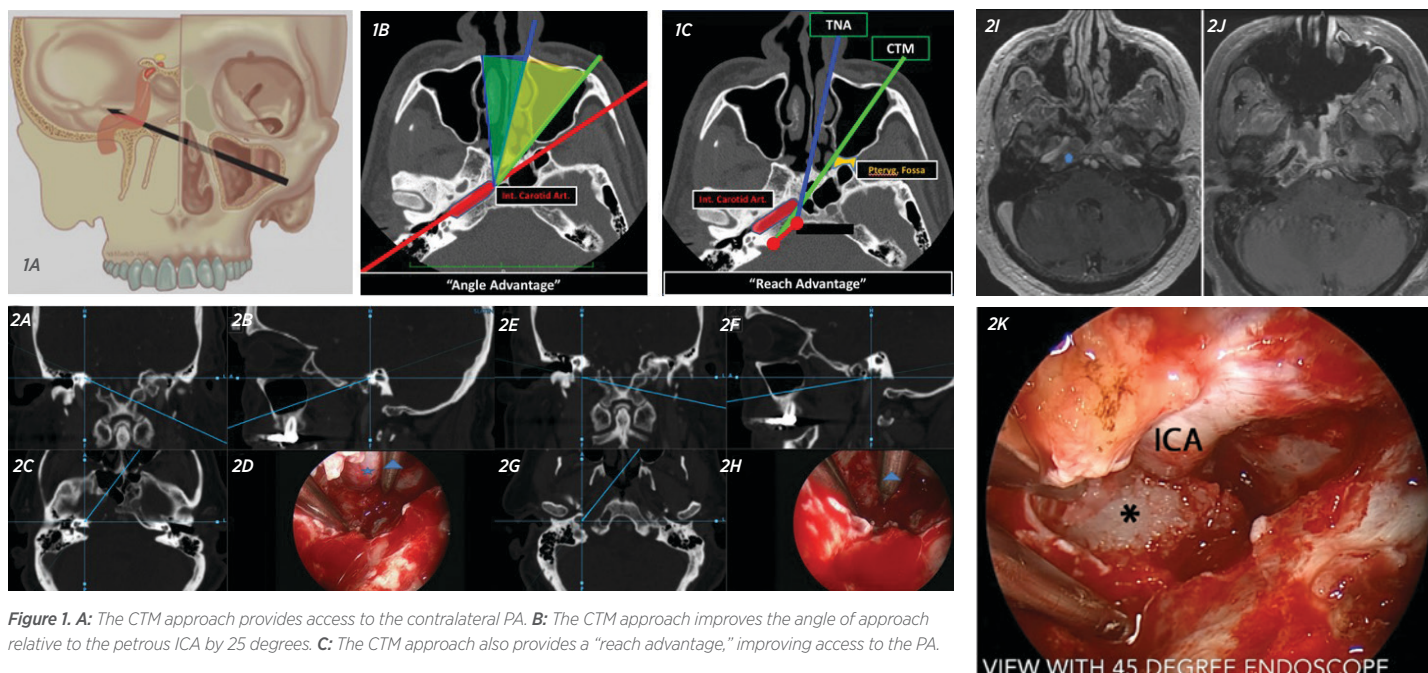 1A
1B
Int. Carotid Art.
"Angle Advantage"
1C
TNA
CTM
Pteryg. Fossa
Int. Carotid Art.
"Reach Advantage"
2I
2J
2A
2B
2E
2F
2C
2D
2G
2H
2K
ICA
*
VIEW WITH 45 DEGREE ENDOSCOPE
Figure 1. A: The CTM approach provides access to the contralateral PA. B: The CTM approach improves the angle of approach
relative to the petrous ICA by 25 degrees. C: The CTM approach also provides a “reach advantage,” improving access to the PA.